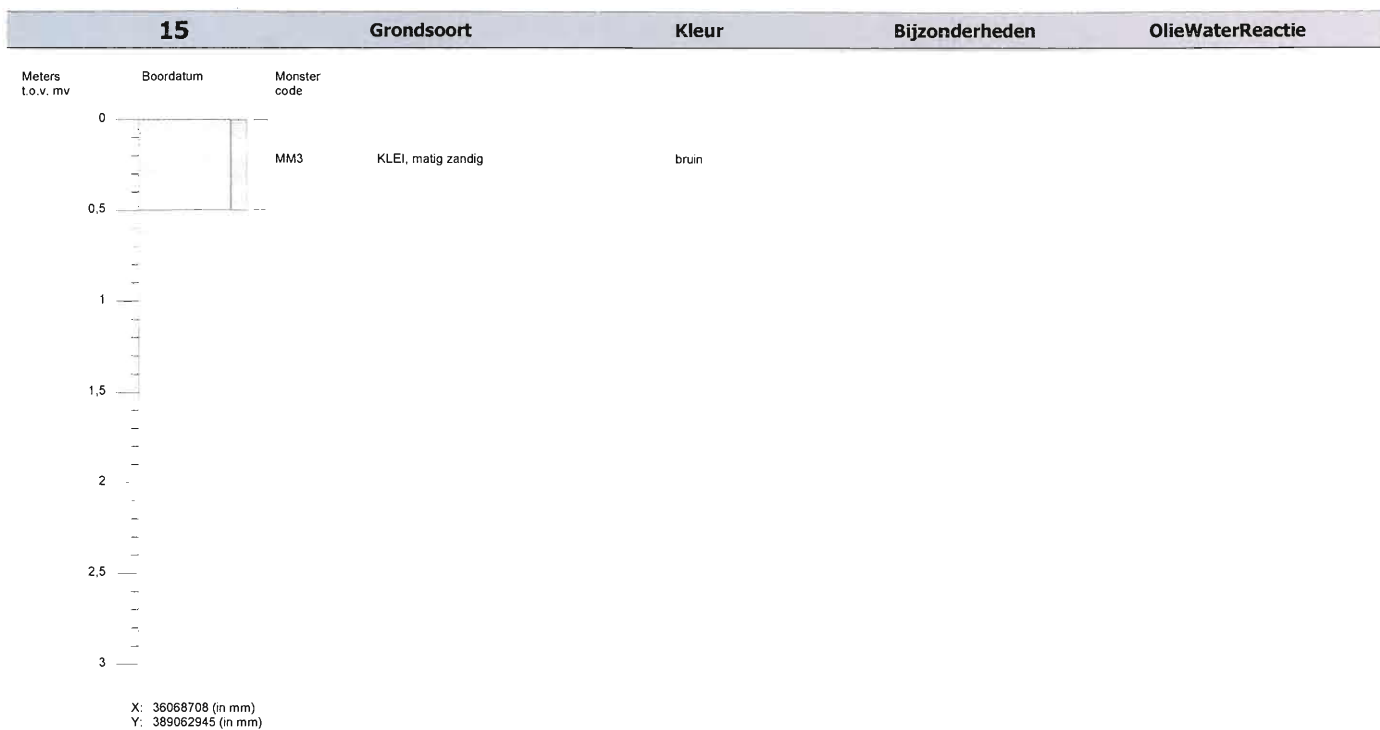 15 Grondsoort Kleur Bijzonderheden OlieWaterReactie
Meters Boordatum Monster
t.o.v. mv code
0
MM3 KLEI, matig zandig bruin
0,5
1
1,5
2
2,5
3
X: 36068708 (in mm)
Y: 389062945 (in mm)